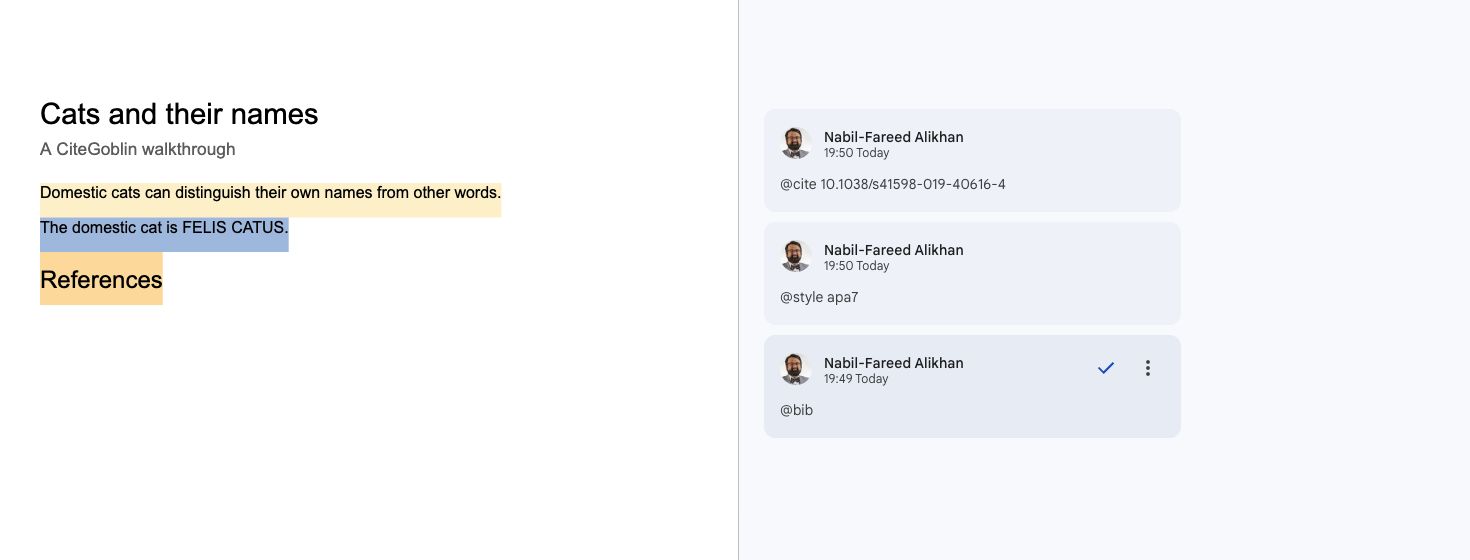 Cats and their names
A CiteGoblin walkthrough
Domestic cats can distinguish their own names from other words.
The domestic cat is FELIS CATUS.
References
Nabil-Fareed Alikhan
19:50 Today
@cite 10.1038/s41598-019-40616-4
Nabil-Fareed Alikhan
19:50 Today
@style apa7
Nabil-Fareed Alikhan
19:49 Today
@bib